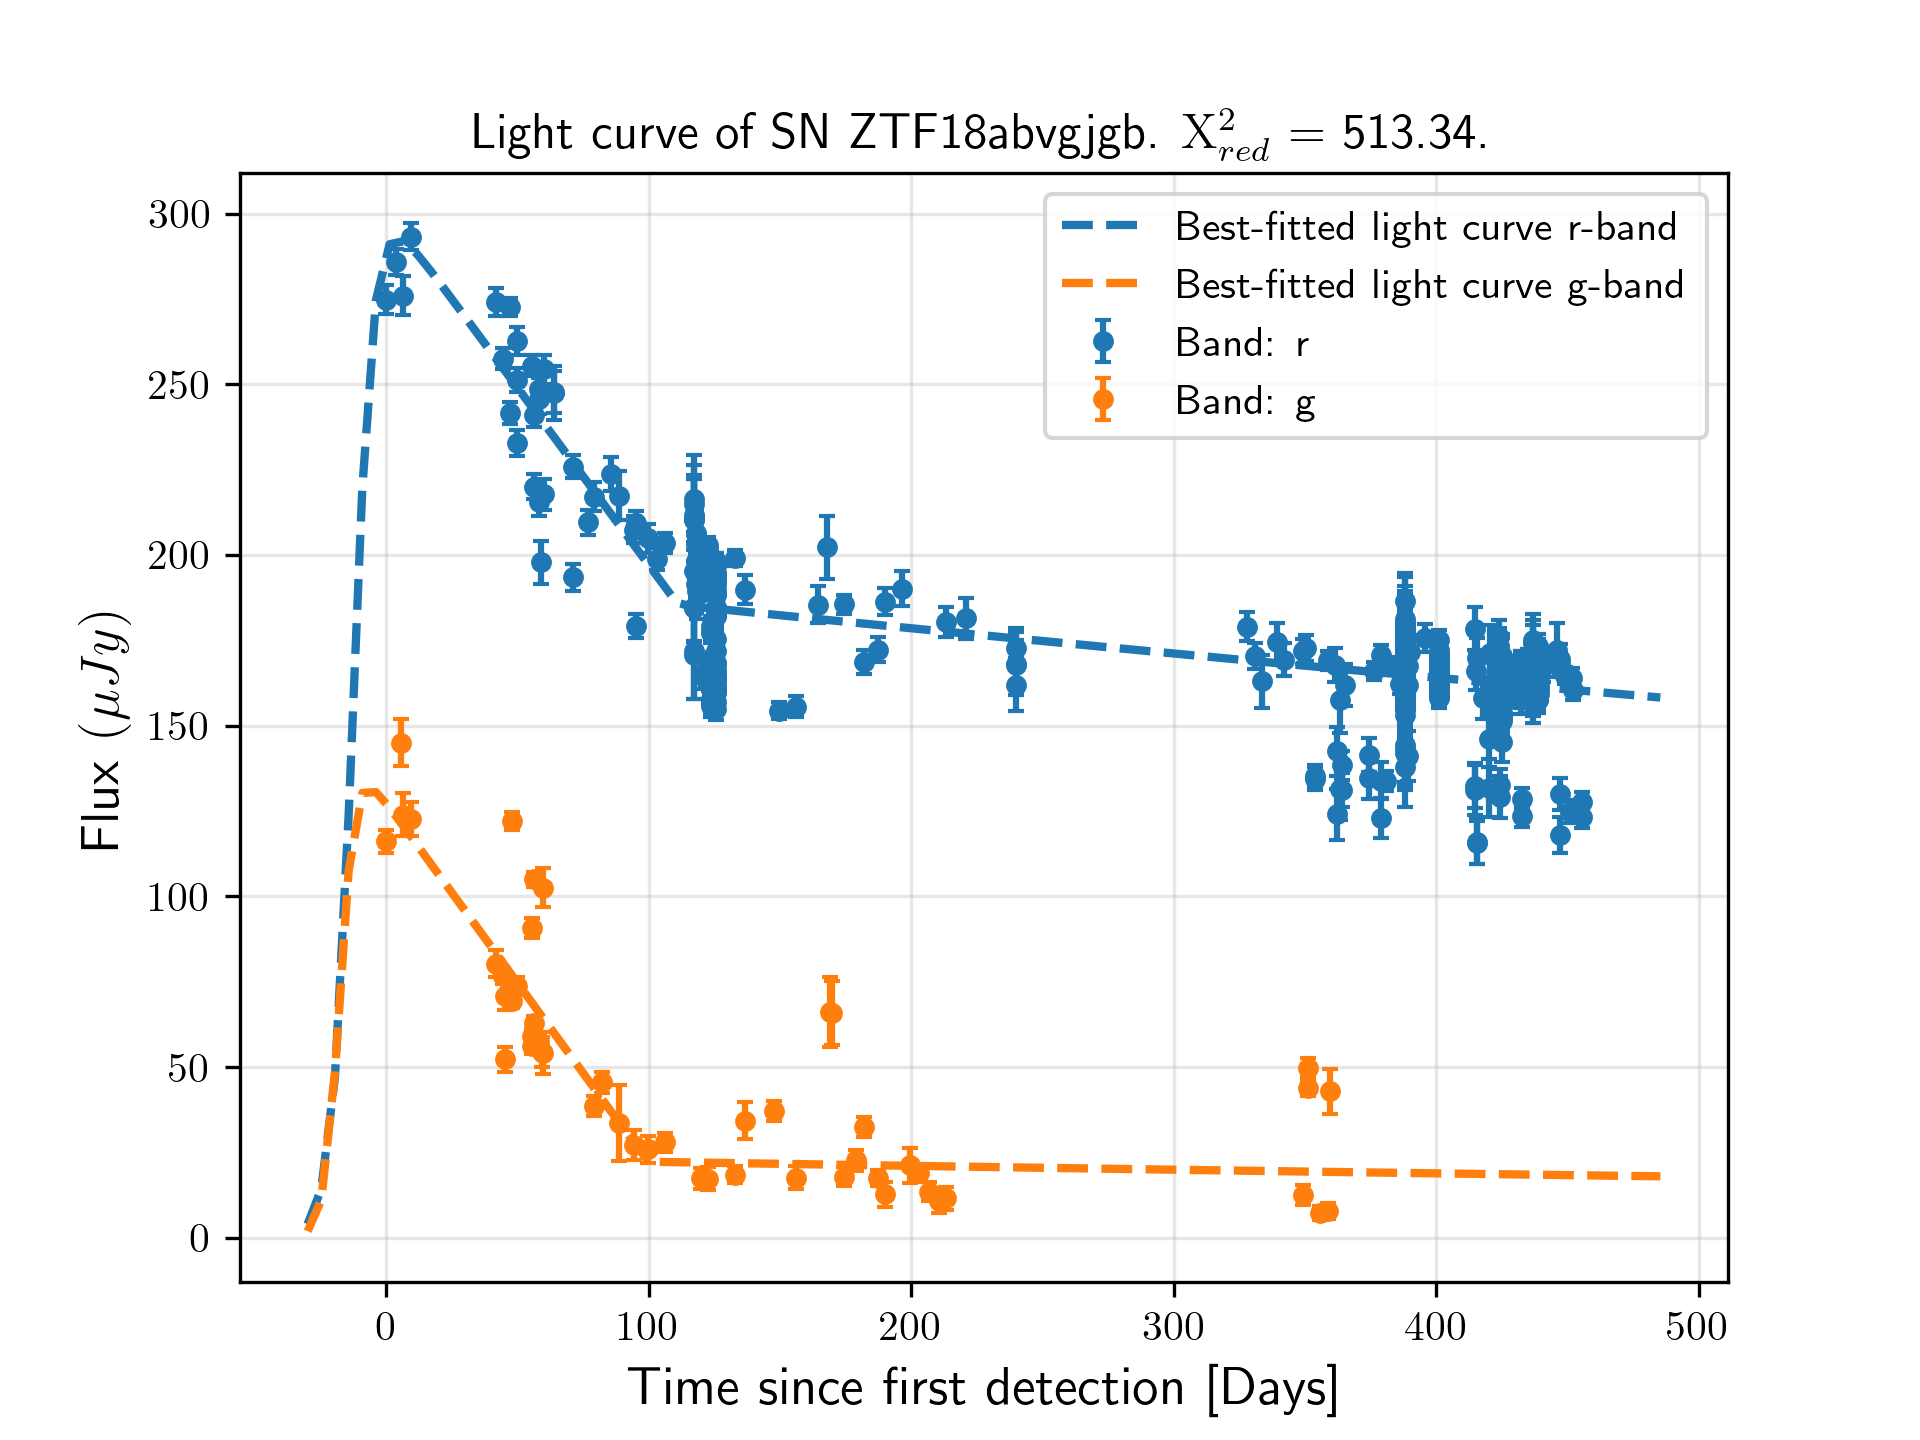 Light curve of SN ZTF18abvgjgb. X²_red = 513.34.
Best-fitted light curve r-band
Best-fitted light curve g-band
Band: r
Band: g
Flux (μJy)
300
250
200
150
100
50
0
0 100 200 300 400 500
Time since first detection [Days]